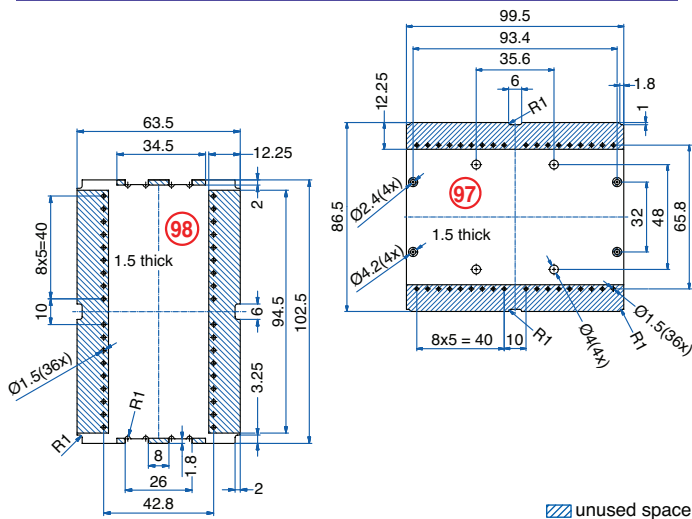 99.5
93.4
35.6
6
1.8
12.25
R1
1
63.5
34.5
12.25
2
86.5
Ø2.4(4x)
97
32
48
65.8
98
1.5 thick
1.5 thick
8x5=40
Ø4.2(4x)
10
6
94.5
102.5
8x5 = 40
10
R1
Ø4(4x)
Ø1.5(36x)
R1
Ø1.5(36x)
3.25
R1
R1
8
1.8
26
2
42.8
unused space